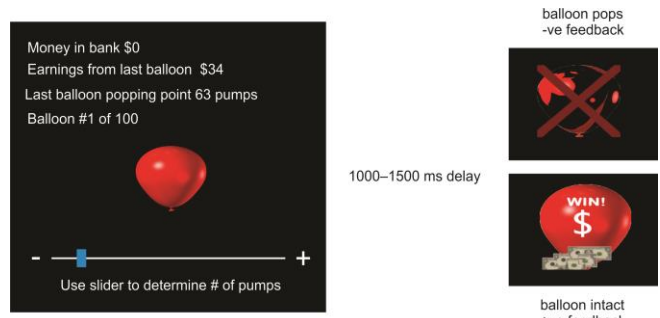 Money in bank $0
Earnings from last balloon $34
Last balloon popping point 63 pumps
Balloon #1 of 100
- +
Use slider to determine # of pumps
1000–1500 ms delay
balloon pops
-ve feedback
WIN!
$
balloon intact